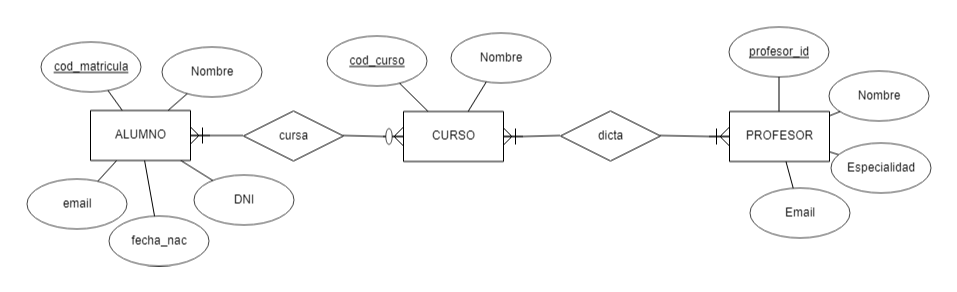 cod_matricula
Nombre
ALUMNO
email
fecha_nac
DNI
cursa
cod_curso
Nombre
CURSO
dicta
profesor_id
Nombre
PROFESOR
Especialidad
Email